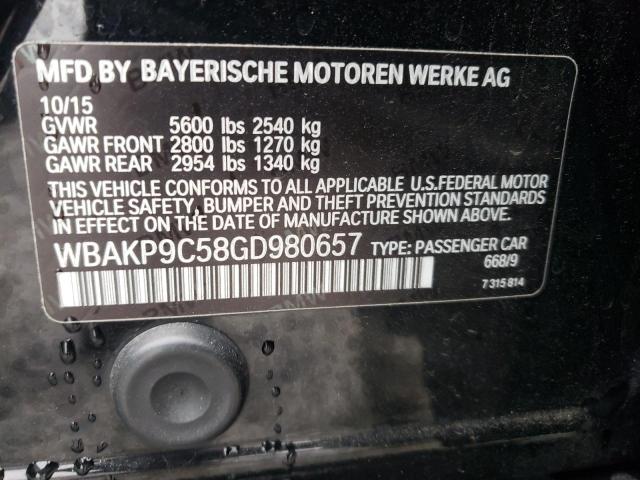 MFD BY BAYERISCHE MOTOREN WERKE AG
10/15
GVWR 5600 lbs 2540 kg
GAWR FRONT 2800 lbs 1270 kg
GAWR REAR 2954 lbs 1340 kg
THIS VEHICLE CONFORMS TO ALL APPLICABLE U.S.FEDERAL MOTOR
VEHICLE SAFETY, BUMPER AND THEFT PREVENTION STANDARDS
IN EFFECT ON THE DATE OF MANUFACTURE SHOWN ABOVE.
WBAKP9C58GD980657 TYPE: PASSENGER CAR
668/9
7 315 814